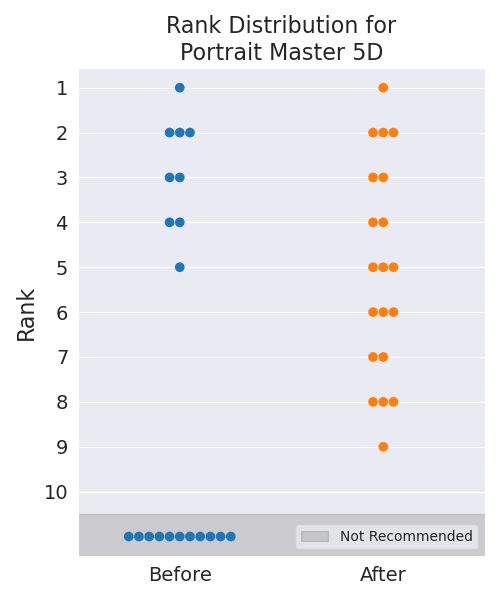 Rank Distribution for
Portrait Master 5D
Rank
1
2
3
4
5
6
7
8
9
10
Not Recommended
Before
After